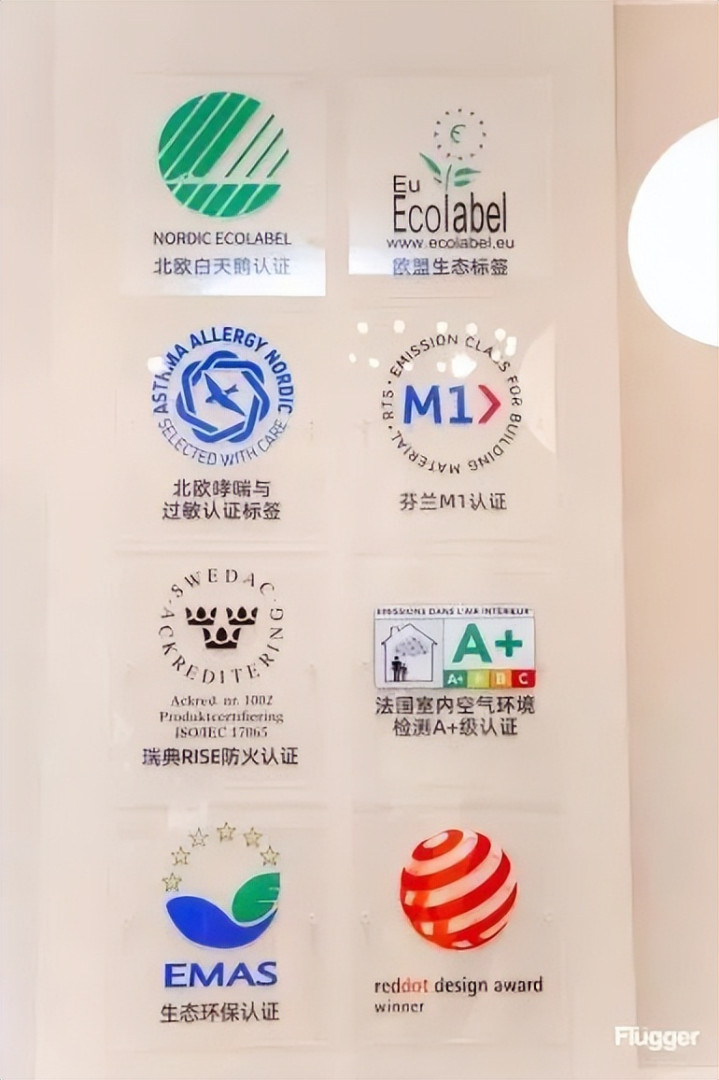 NORDIC ECOLABEL
北欧白天鹅认证
Eu
Ecolabel
www.ecolabel.eu
欧盟生态标签
ASTHMA ALLERGY NORDIC
SELECTED WITH CARE
北欧哮喘与
过敏认证标签
M1
EMISSION CLASS FOR BUILDING MATERIAL · RTS ·
芬兰M1认证
· SWEDAC ·
ACKREDITERING
Ackred. nr. 1002
Produktcertifiering
ISO/IEC 17065
瑞典RISE防火认证
ÉMISSIONS DANS L'AIR INTÉRIEUR
A+
A+ A B C
法国室内空气环境
检测A+级认证
EMAS
生态环保认证
reddot design award
winner
Flügger